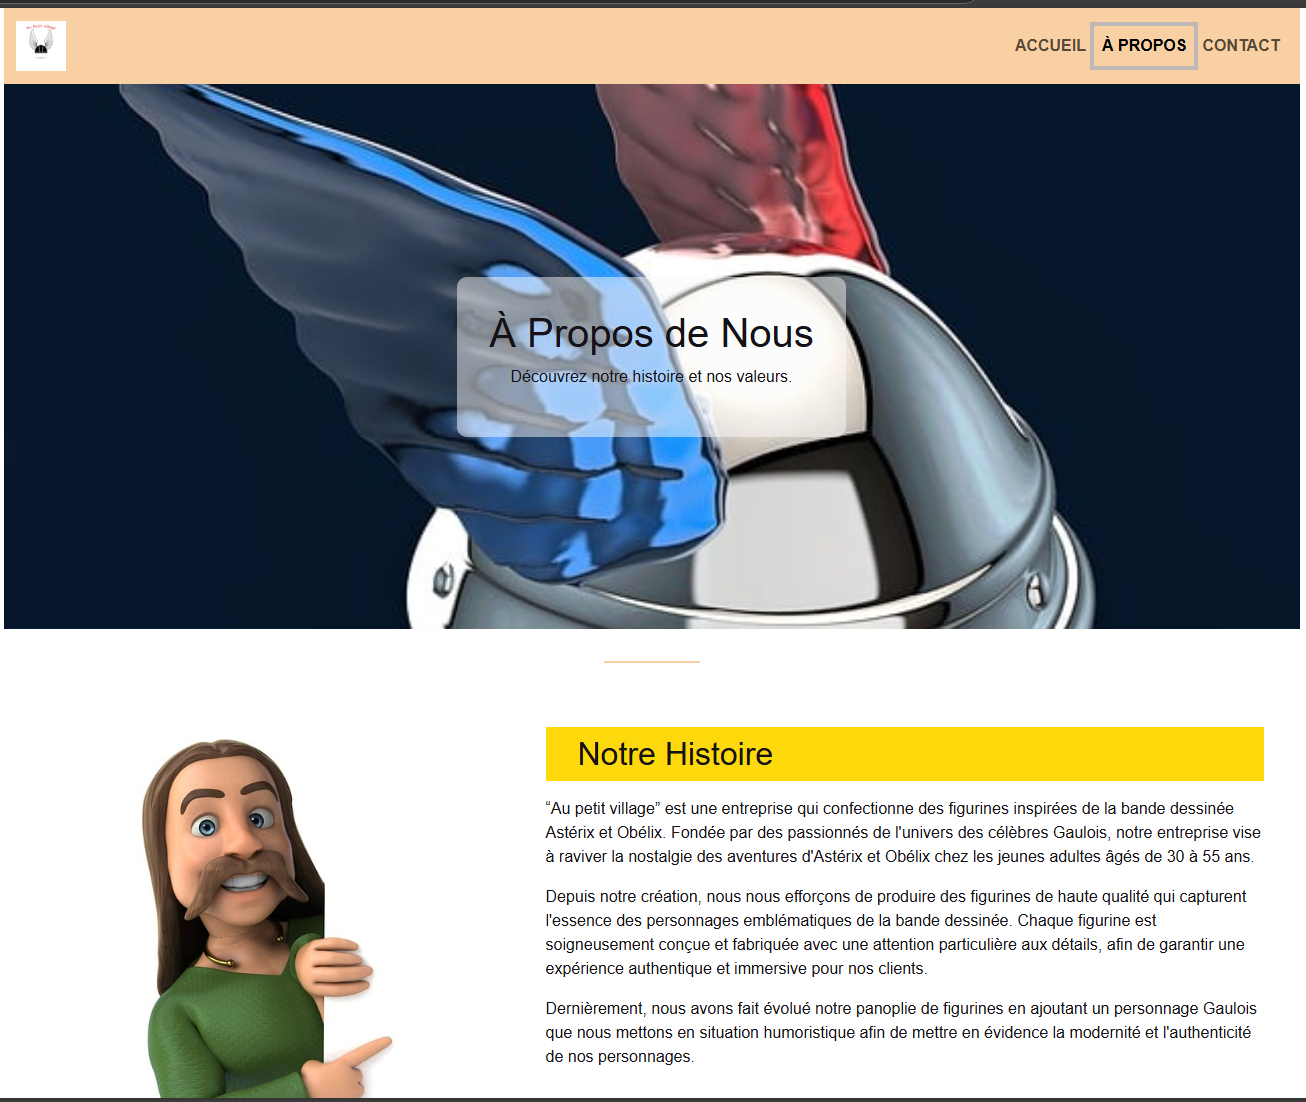 Au Petit Village
ACCUEIL À PROPOS CONTACT
À Propos de Nous
Découvrez notre histoire et nos valeurs.
Notre Histoire
“Au petit village” est une entreprise qui confectionne des figurines inspirées de la bande dessinée
Astérix et Obélix. Fondée par des passionnés de l'univers des célèbres Gaulois, notre entreprise vise
à raviver la nostalgie des aventures d'Astérix et Obélix chez les jeunes adultes âgés de 30 à 55 ans.
Depuis notre création, nous nous efforçons de produire des figurines de haute qualité qui capturent
l'essence des personnages emblématiques de la bande dessinée. Chaque figurine est
soigneusement conçue et fabriquée avec une attention particulière aux détails, afin de garantir une
expérience authentique et immersive pour nos clients.
Dernièrement, nous avons fait évolué notre panoplie de figurines en ajoutant un personnage Gaulois
que nous mettons en situation humoristique afin de mettre en évidence la modernité et l'authenticité
de nos personnages.